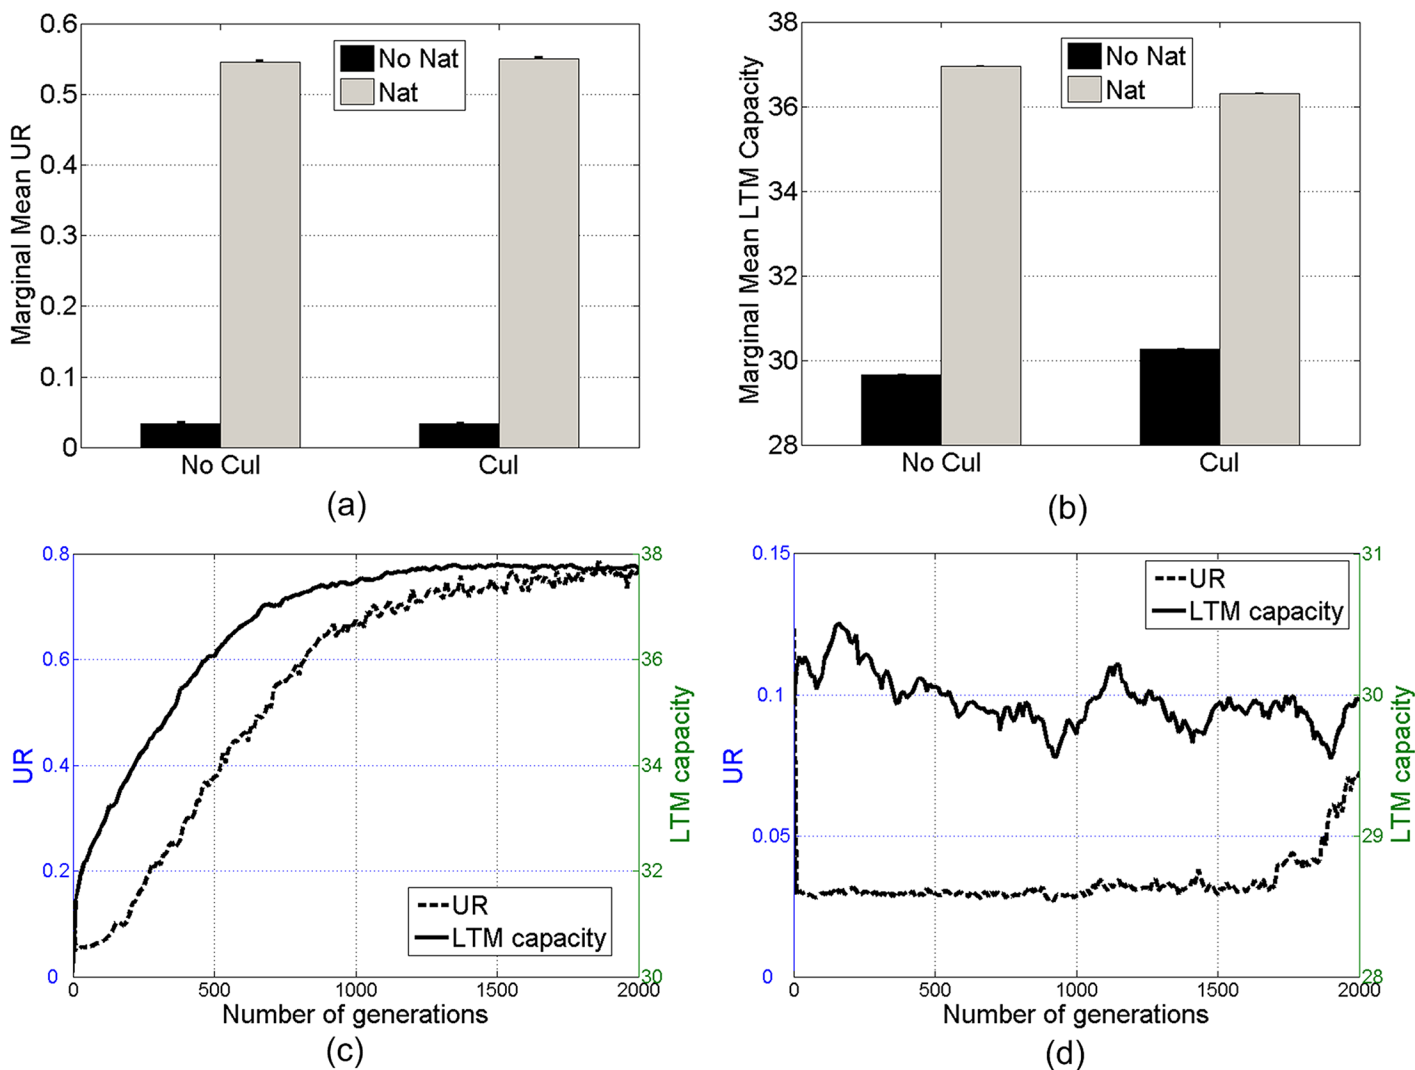 0.6
0.5
0.4
0.3
0.2
0.1
0
Marginal Mean UR
No Nat
Nat
No Cul
Cul
(a)
38
36
34
32
30
28
Marginal Mean LTM Capacity
No Nat
Nat
No Cul
Cul
(b)
0.8
0.6
0.4
0.2
0
UR
38
36
34
32
30
LTM capacity
UR
LTM capacity
0
500
1000
1500
2000
Number of generations
(c)
0.15
0.1
0.05
0
UR
31
30
29
28
LTM capacity
UR
LTM capacity
0
500
1000
1500
2000
Number of generations
(d)